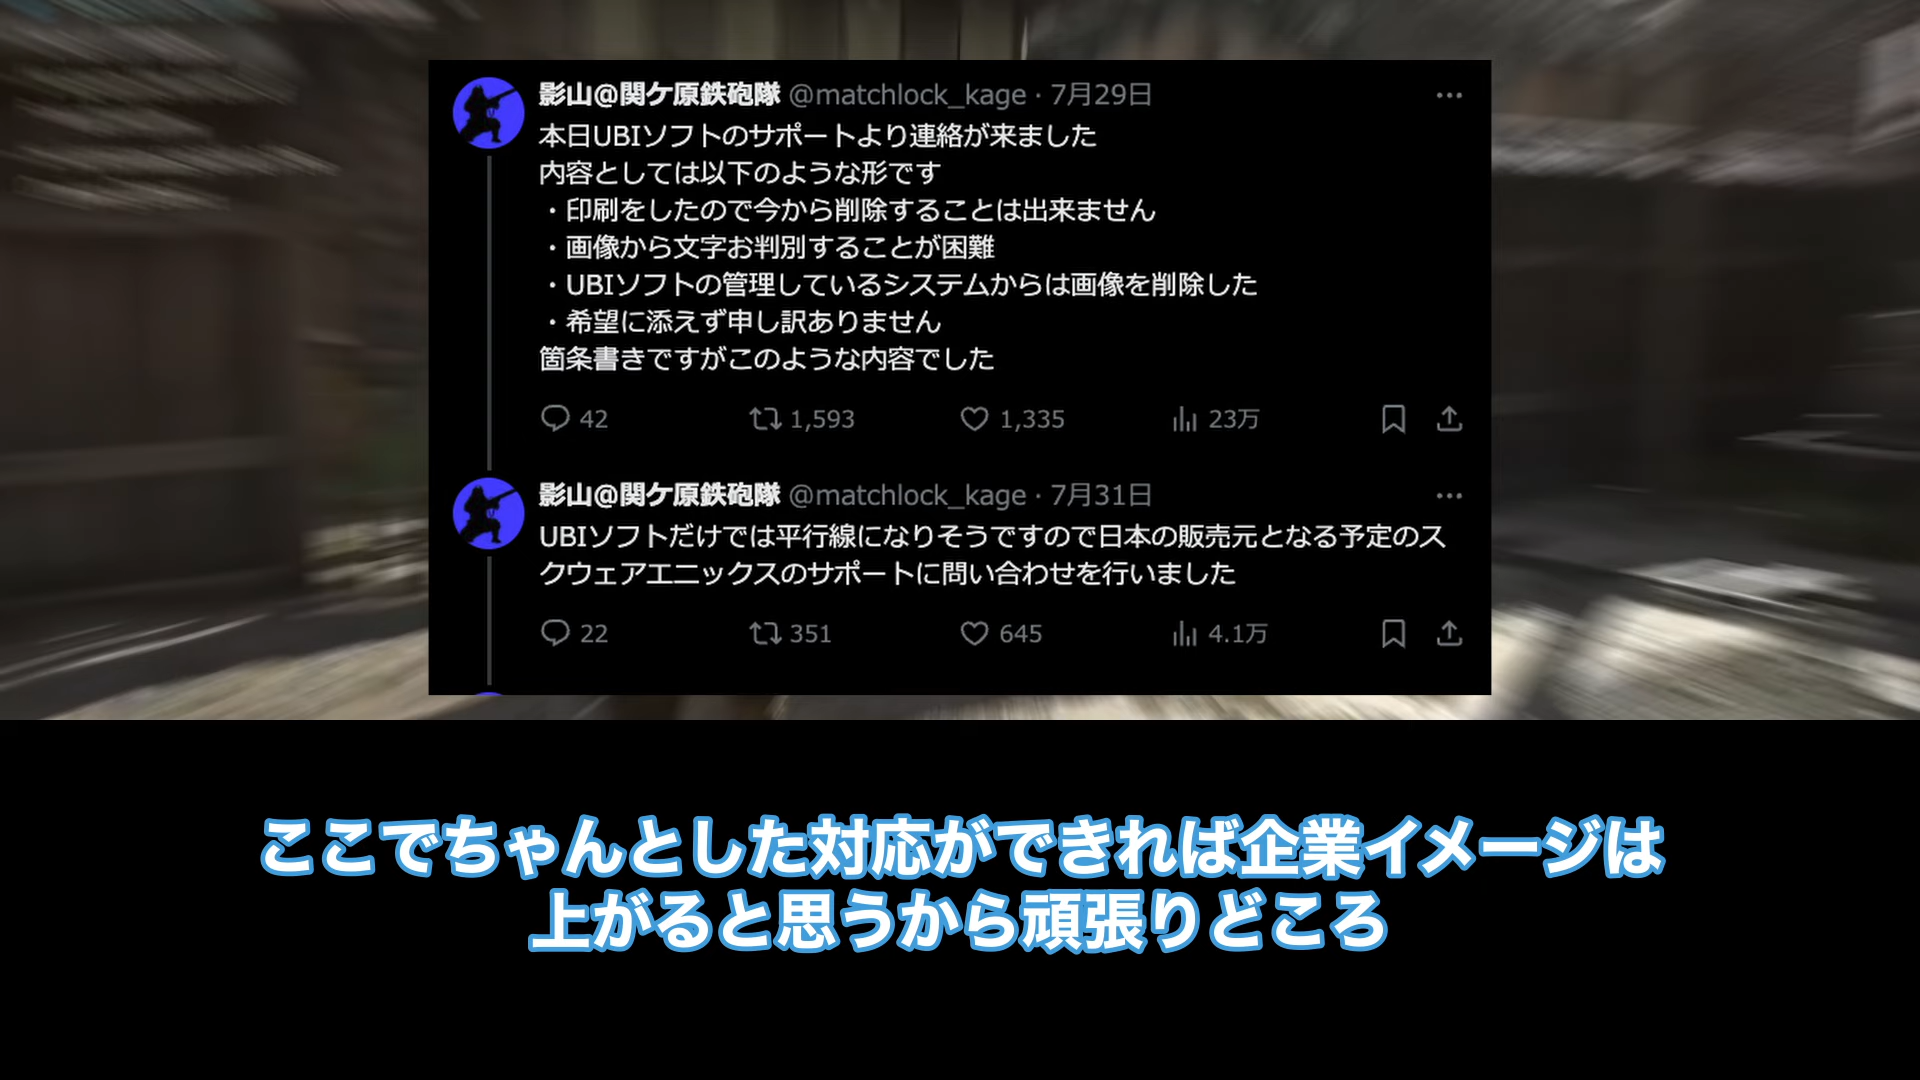 影山@関ケ原鉄砲隊 @matchlock_kage · 7月29日
本日UBIソフトのサポートより連絡が来ました
内容としては以下のような形です
・印刷をしたので今から削除することは出来ません
・画像から文字お判別することが困難
・UBIソフトの管理しているシステムからは画像を削除した
・希望に添えず申し訳ありません
箇条書きですがこのような内容でした
42 1,593 1,335 23万
影山@関ケ原鉄砲隊 @matchlock_kage · 7月31日
UBIソフトだけでは平行線になりそうですので日本の販売元となる予定のス
クウェアエニックスのサポートに問い合わせを行いました
22 351 645 4.1万
ここでちゃんとした対応ができれば企業イメージは
上がると思うから頑張りどころ